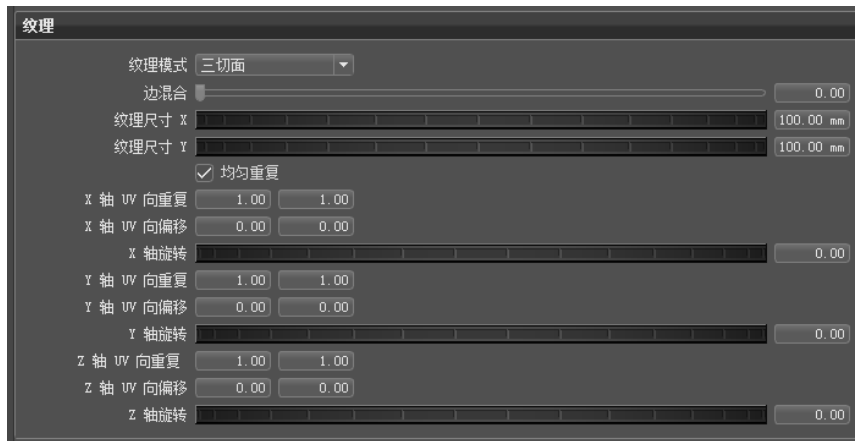 纹理
纹理模式 三切面
边混合 0.00
纹理尺寸 X 100.00 mm
纹理尺寸 Y 100.00 mm
均匀重复
X 轴 UV 向重复 1.00 1.00
X 轴 UV 向偏移 0.00 0.00
X 轴旋转 0.00
Y 轴 UV 向重复 1.00 1.00
Y 轴 UV 向偏移 0.00 0.00
Y 轴旋转 0.00
Z 轴 UV 向重复 1.00 1.00
Z 轴 UV 向偏移 0.00 0.00
Z 轴旋转 0.00